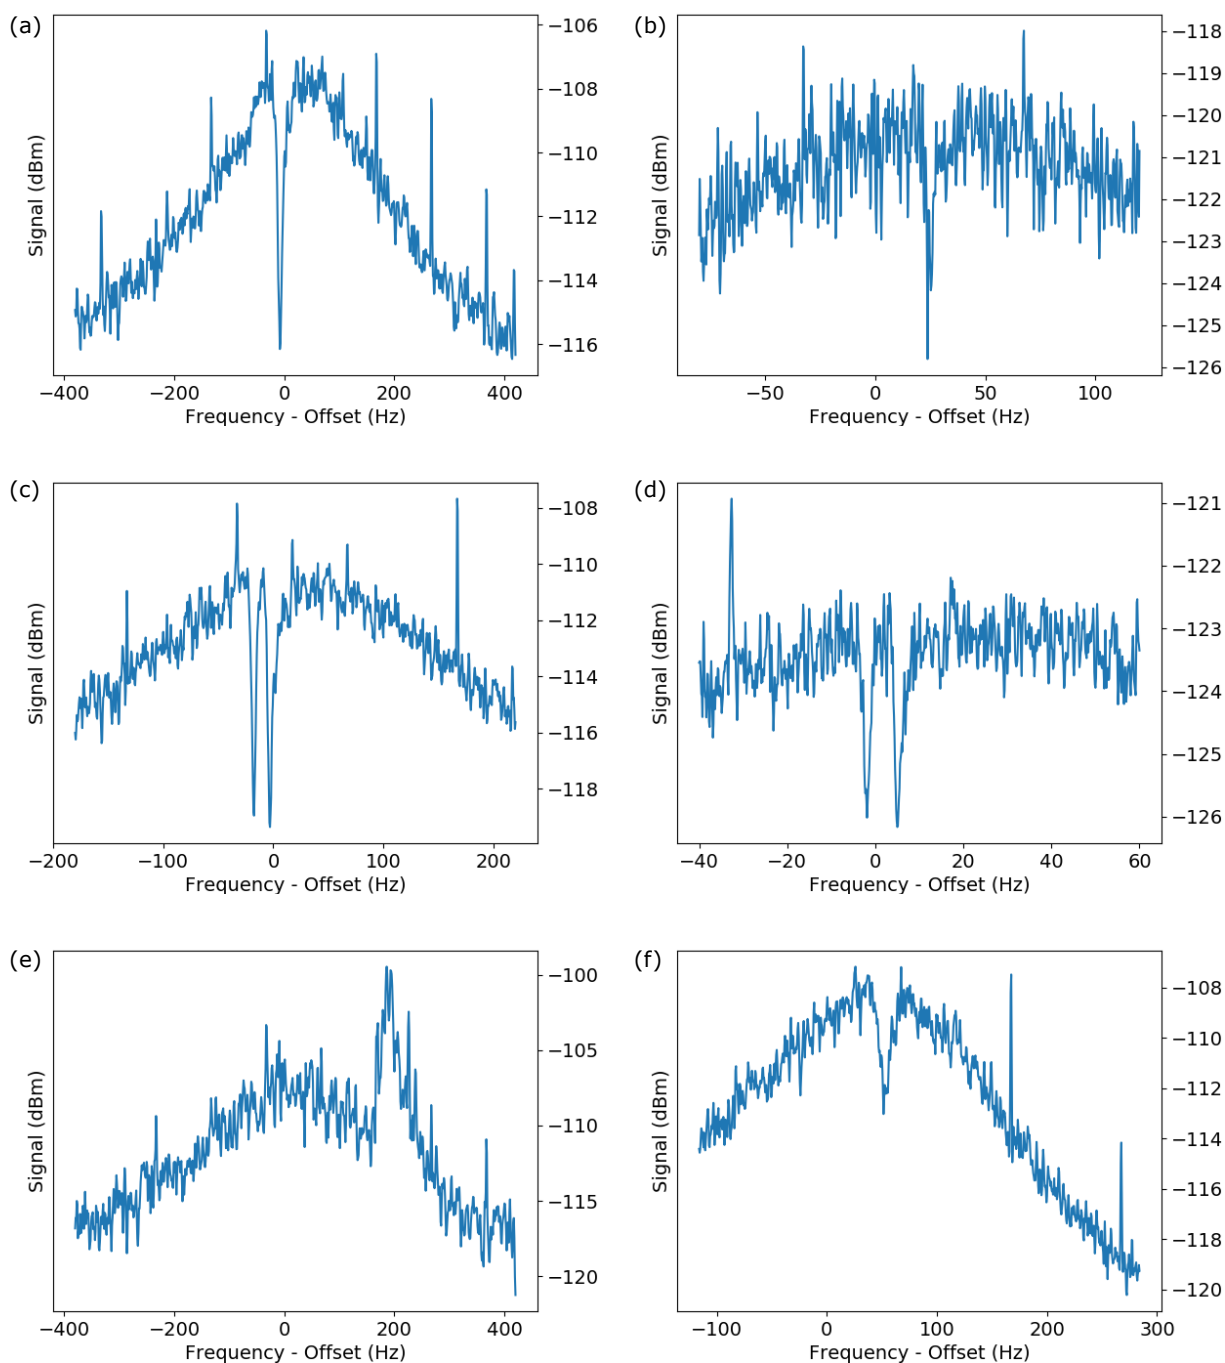 (a)
−106
−108
−110
−112
−114
−116
Signal (dBm)
−400 −200 0 200 400
Frequency - Offset (Hz)
(b)
−118
−119
−120
−121
−122
−123
−124
−125
−126
Signal (dBm)
−50 0 50 100
Frequency - Offset (Hz)
(c)
−108
−110
−112
−114
−116
−118
Signal (dBm)
−200 −100 0 100 200
Frequency - Offset (Hz)
(d)
−121
−122
−123
−124
−125
−126
Signal (dBm)
−40 −20 0 20 40 60
Frequency - Offset (Hz)
(e)
−100
−105
−110
−115
−120
Signal (dBm)
−400 −200 0 200 400
Frequency - Offset (Hz)
(f)
−108
−110
−112
−114
−116
−118
−120
Signal (dBm)
−100 0 100 200 300
Frequency - Offset (Hz)